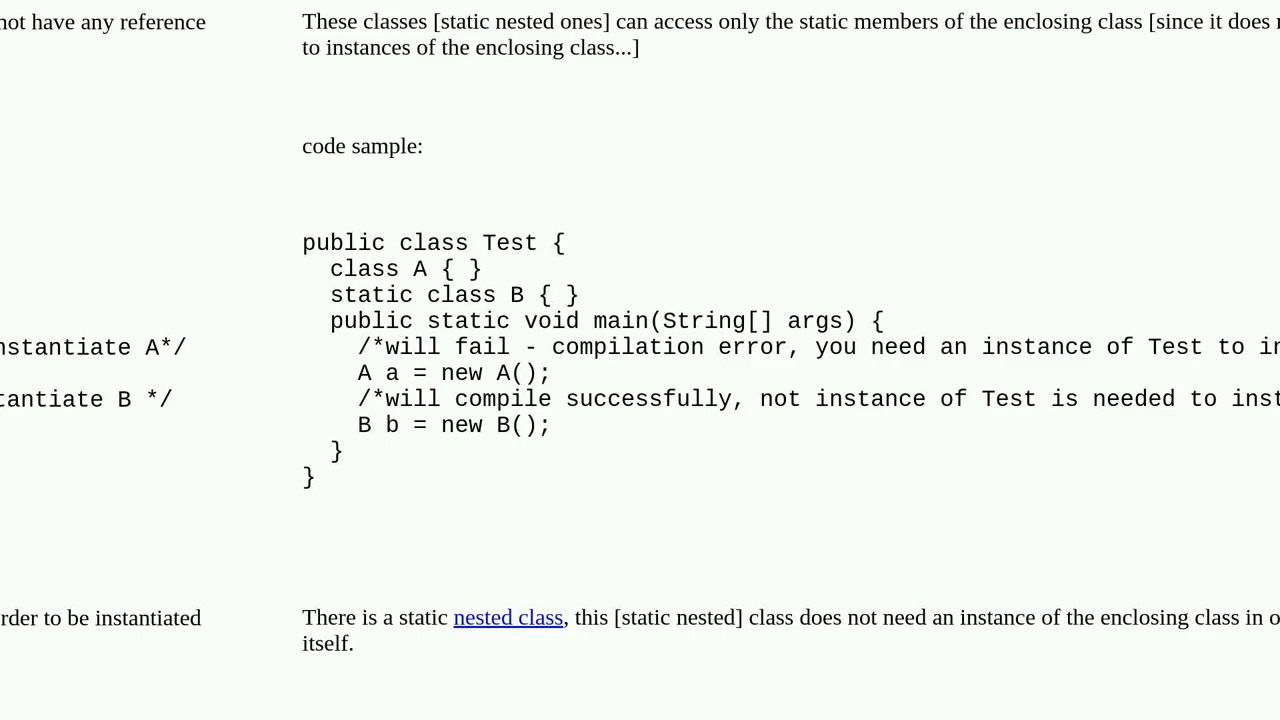 not have any reference
nstantiate A*/
tantiate B */
rder to be instantiated
These classes [static nested ones] can access only the static members of the enclosing class [since it does
to instances of the enclosing class...]
code sample:
public class Test {
class A { }
static class B { }
public static void main(String[] args) {
/*will fail - compilation error, you need an instance of Test to in
A a = new A();
/*will compile successfully, not instance of Test is needed to inst
B b = new B();
}
}
There is a static nested class, this [static nested] class does not need an instance of the enclosing class in o
itself.